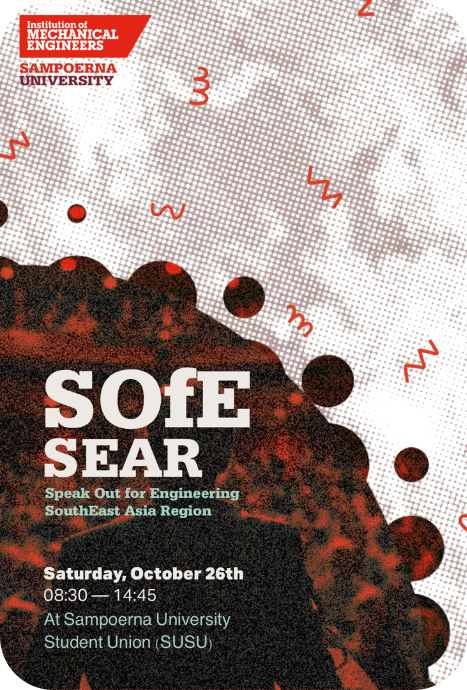 Institution of
MECHANICAL
ENGINEERS
SAMPOERNA
UNIVERSITY
SOfE
SEAR
Speak Out for Engineering
SouthEast Asia Region
Saturday, October 26th
08:30 — 14:45
At Sampoerna University
Student Union (SUSU)